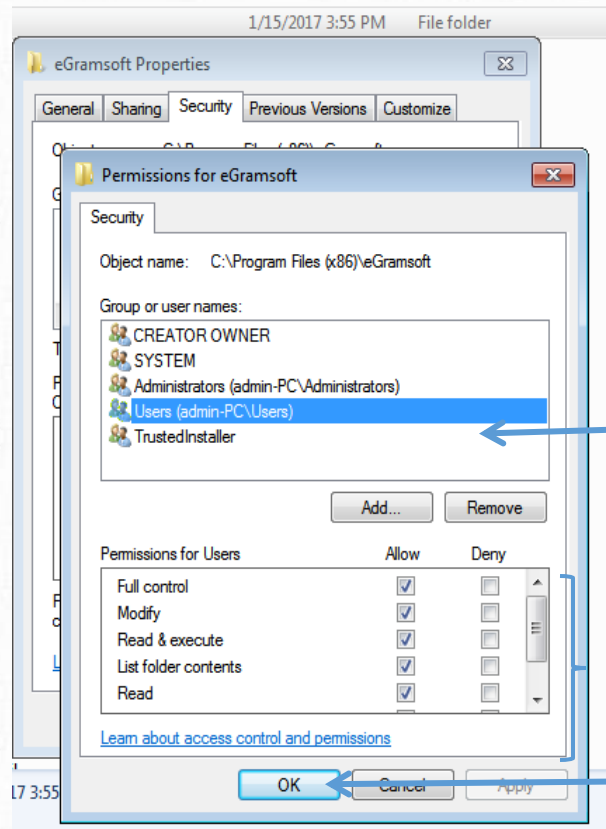 1/15/2017 3:55 PM File folder
eGramsoft Properties
General Sharing Security Previous Versions Customize
Permissions for eGramsoft
Security
Object name: C:\Program Files (x86)\eGramsoft
Group or user names:
CREATOR OWNER
SYSTEM
Administrators (admin-PC\Administrators)
Users (admin-PC\Users)
TrustedInstaller
Add... Remove
Permissions for Users Allow Deny
Full control
Modify
Read & execute
List folder contents
Read
Learn about access control and permissions
OK Cancel Apply
17 3:55